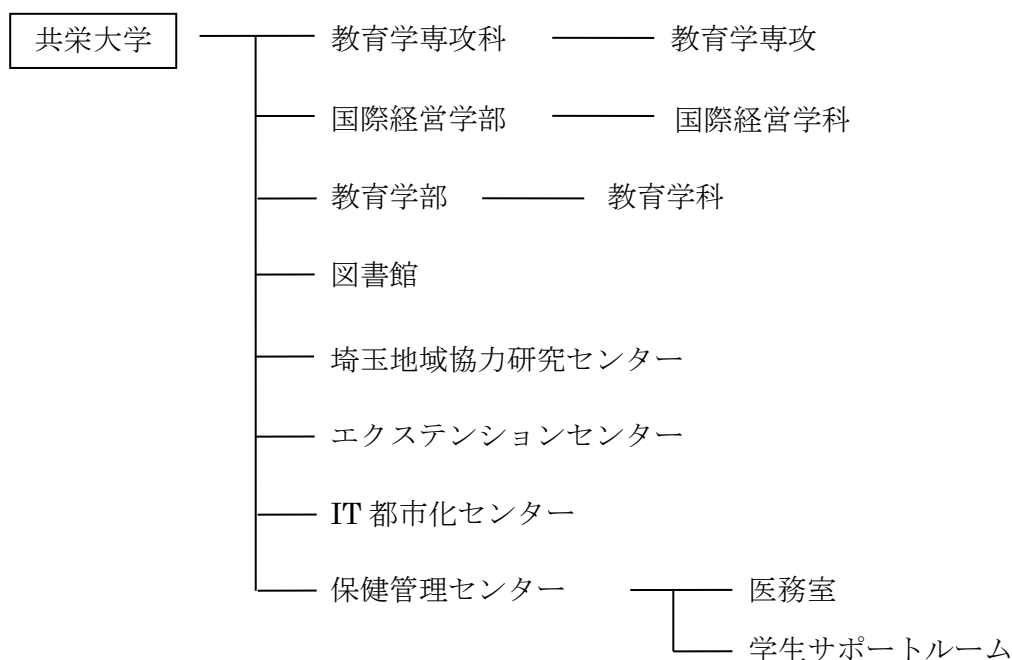 共栄大学 教育学専攻科 教育学専攻
国際経営学部 国際経営学科
教育学部 教育学科
図書館
埼玉地域協力研究センター
エクステンションセンター
IT 都市化センター
保健管理センター 医務室
学生サポートルーム